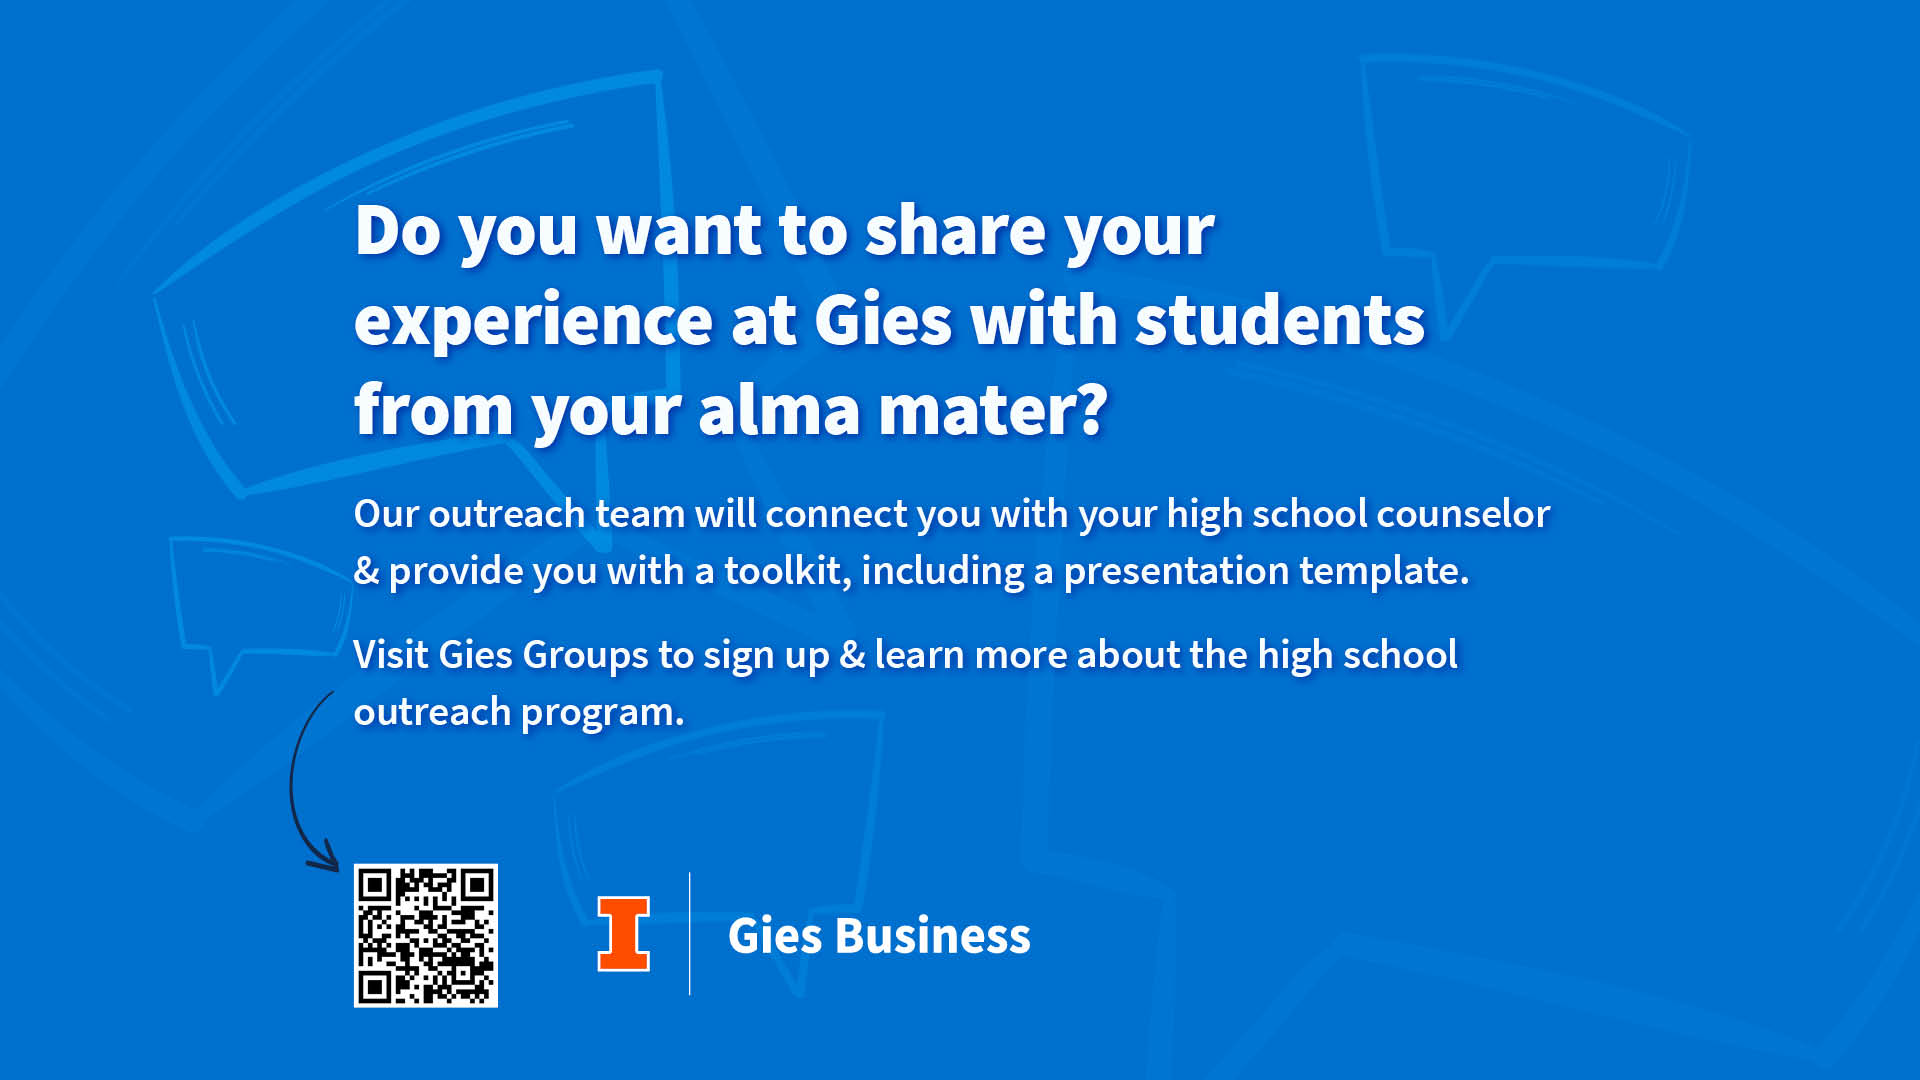 Do you want to share your
experience at Gies with students
from your alma mater?
Our outreach team will connect you with your high school counselor
& provide you with a toolkit, including a presentation template.
Visit Gies Groups to sign up & learn more about the high school
outreach program.
I
Gies Business